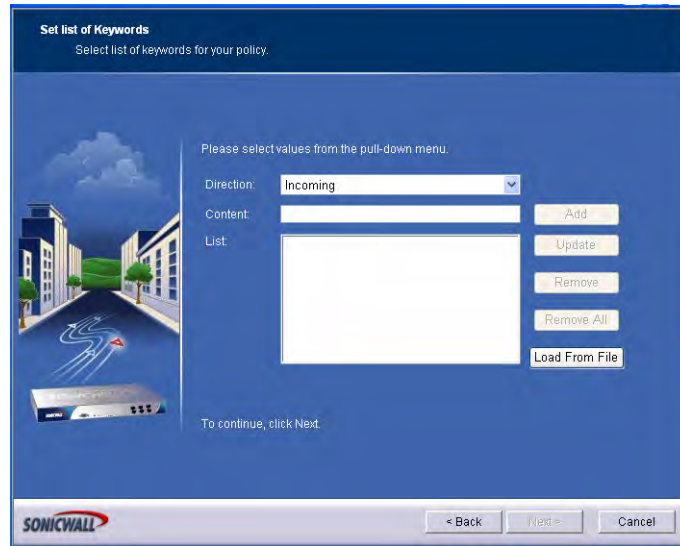 Set list of Keywords
Select list of keywords for your policy.
Please select values from the pull-down menu.
Direction: Incoming
Content: Add
List: Update
Remove
Remove All
Load From File
To continue, click Next.
SONICWALL
< Back Next > Cancel